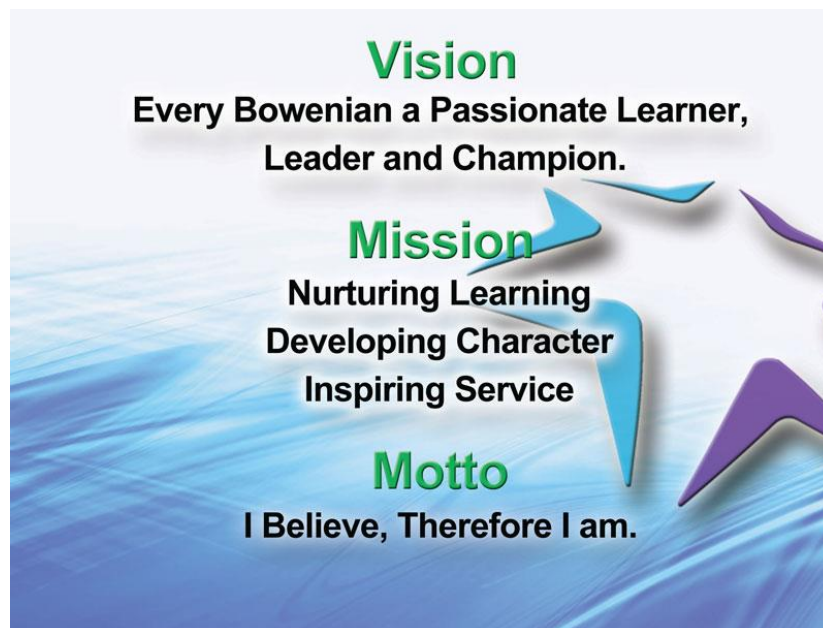 Vision
Every Bowenian a Passionate Learner,
Leader and Champion.
Mission
Nurturing Learning
Developing Character
Inspiring Service
Motto
I Believe, Therefore I am.